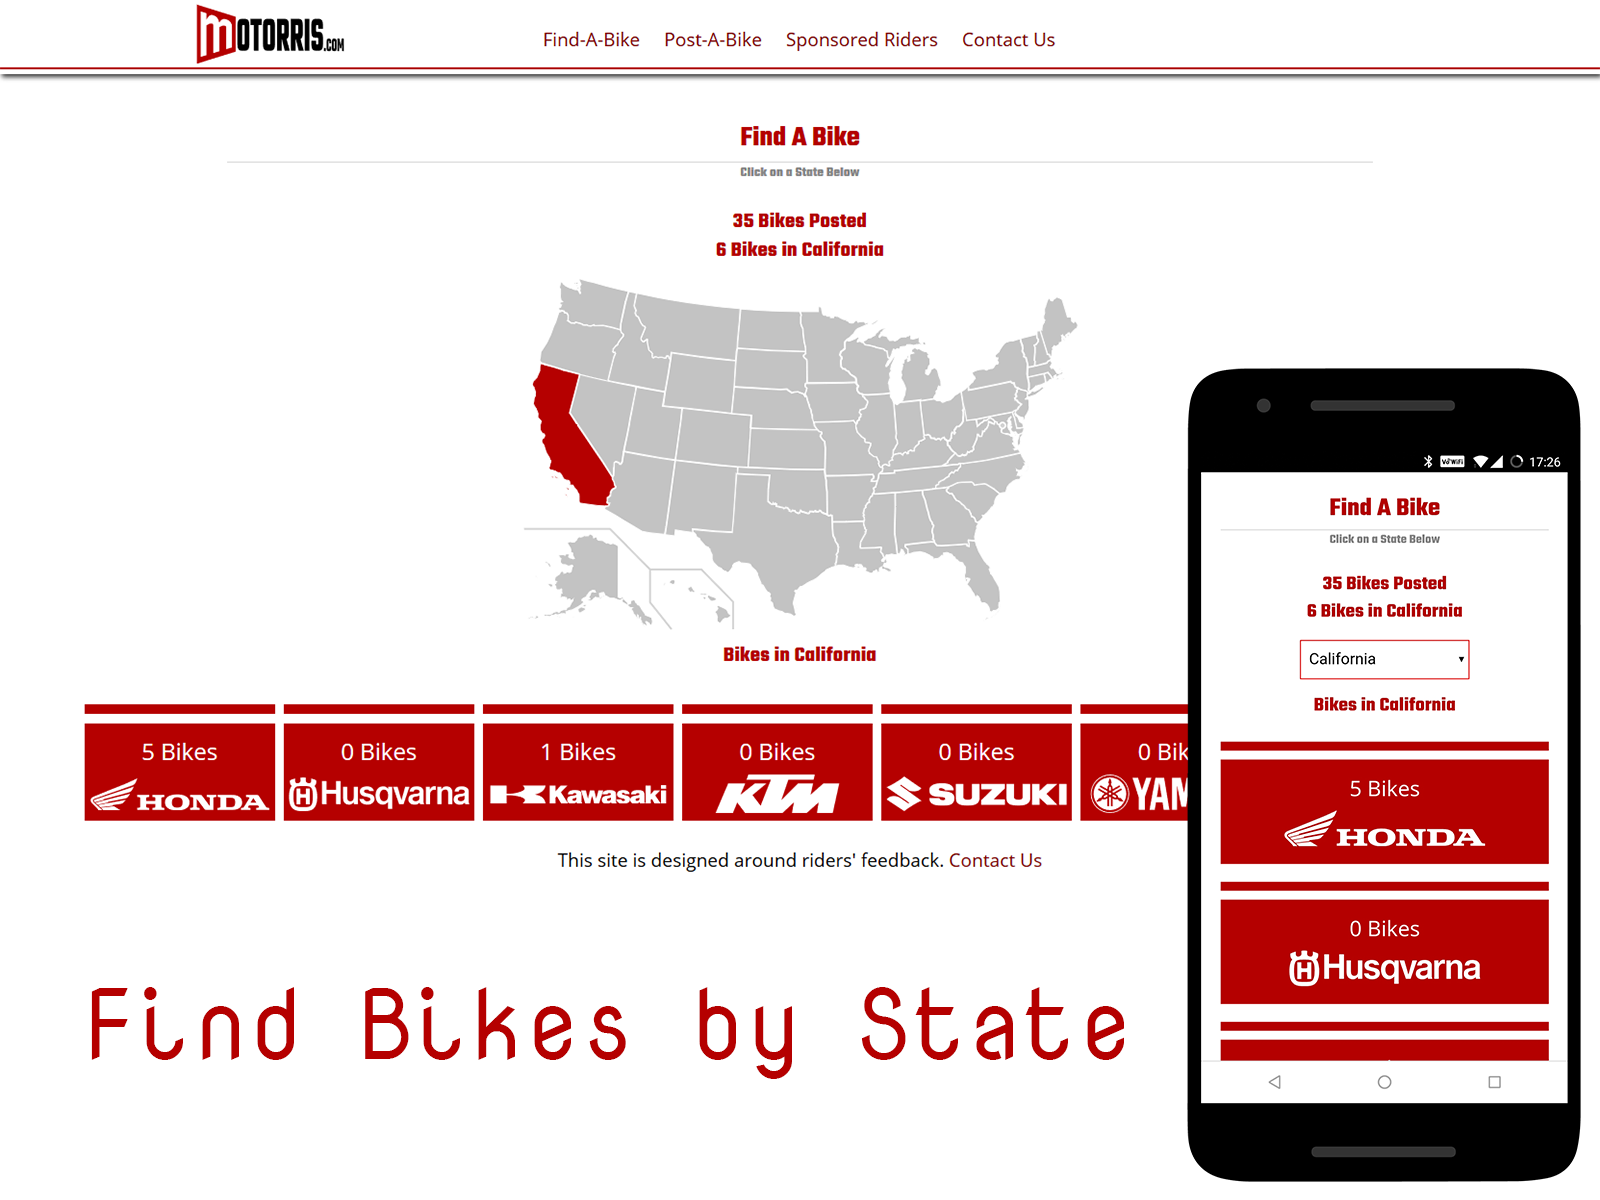 MOTORRIS.COM
Find-A-Bike Post-A-Bike Sponsored Riders Contact Us
Find A Bike
Click on a State Below
35 Bikes Posted
6 Bikes in California
Bikes in California
5 Bikes
HONDA
0 Bikes
Husqvarna
1 Bikes
Kawasaki
0 Bikes
KTM
0 Bikes
SUZUKI
0 Bik
YAM
This site is designed around riders' feedback. Contact Us
Find Bikes by State
17:26
Find A Bike
Click on a State Below
35 Bikes Posted
6 Bikes in California
California
Bikes in California
5 Bikes
HONDA
0 Bikes
Husqvarna